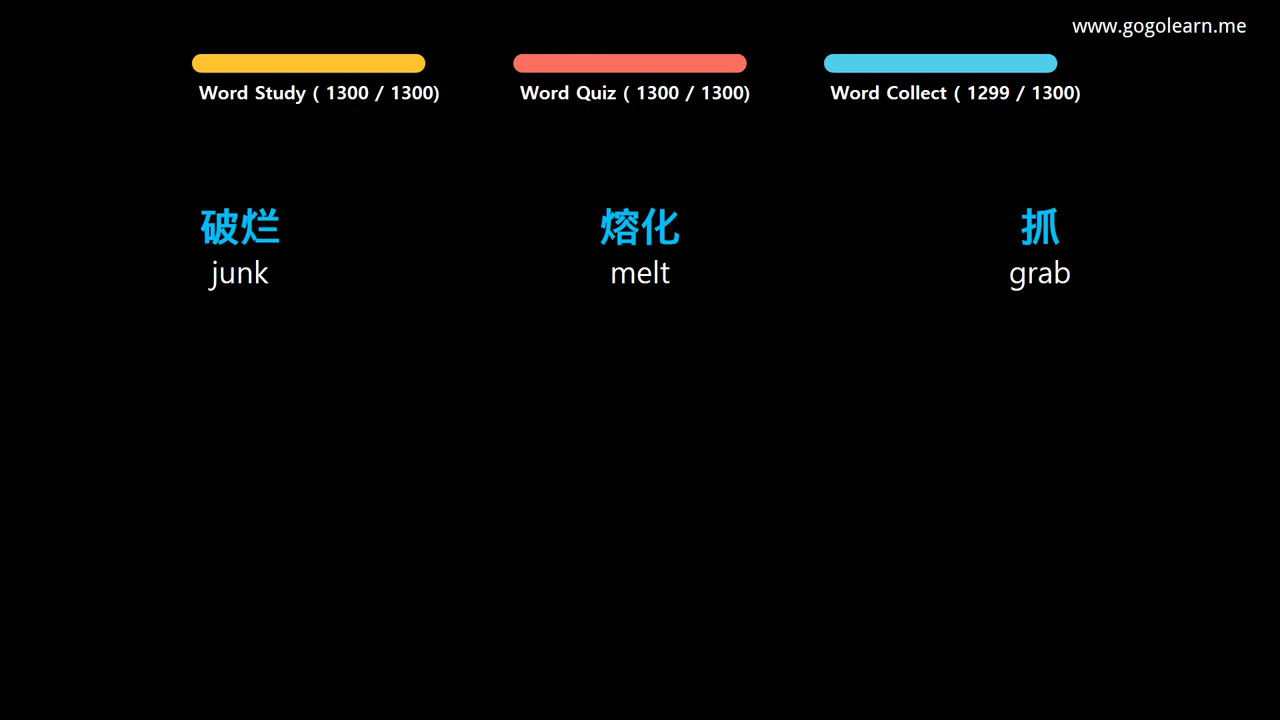 www.gogolearn.me
Word Study ( 1300 / 1300)
Word Quiz ( 1300 / 1300)
Word Collect ( 1299 / 1300)
破烂
junk
熔化
melt
抓
grab